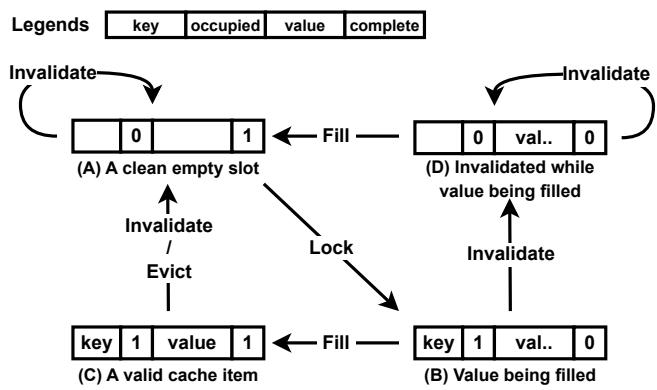 Legends key occupied value complete
Invalidate
Invalidate
0 1
Fill
0 val.. 0
(A) A clean empty slot
(D) Invalidated while
value being filled
Invalidate
/
Evict
Lock
Invalidate
key 1 value 1
Fill
key 1 val.. 0
(C) A valid cache item
(B) Value being filled